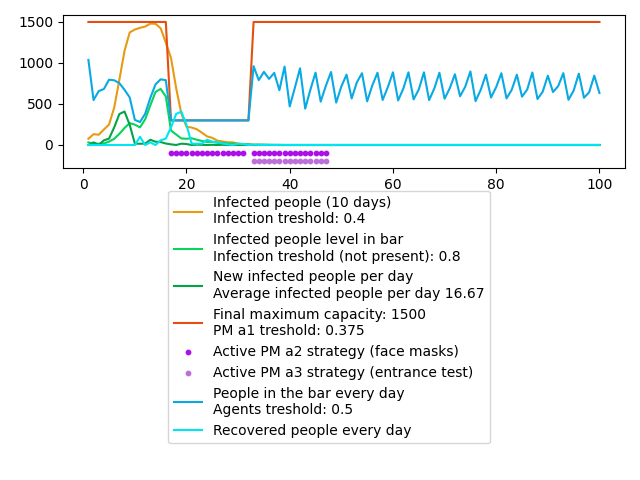 1500
1000
500
0
0 20 40 60 80 100
Infected people (10 days)
Infection treshold: 0.4
Infected people level in bar
Infection treshold (not present): 0.8
New infected people per day
Average infected people per day 16.67
Final maximum capacity: 1500
PM a1 treshold: 0.375
Active PM a2 strategy (face masks)
Active PM a3 strategy (entrance test)
People in the bar every day
Agents treshold: 0.5
Recovered people every day